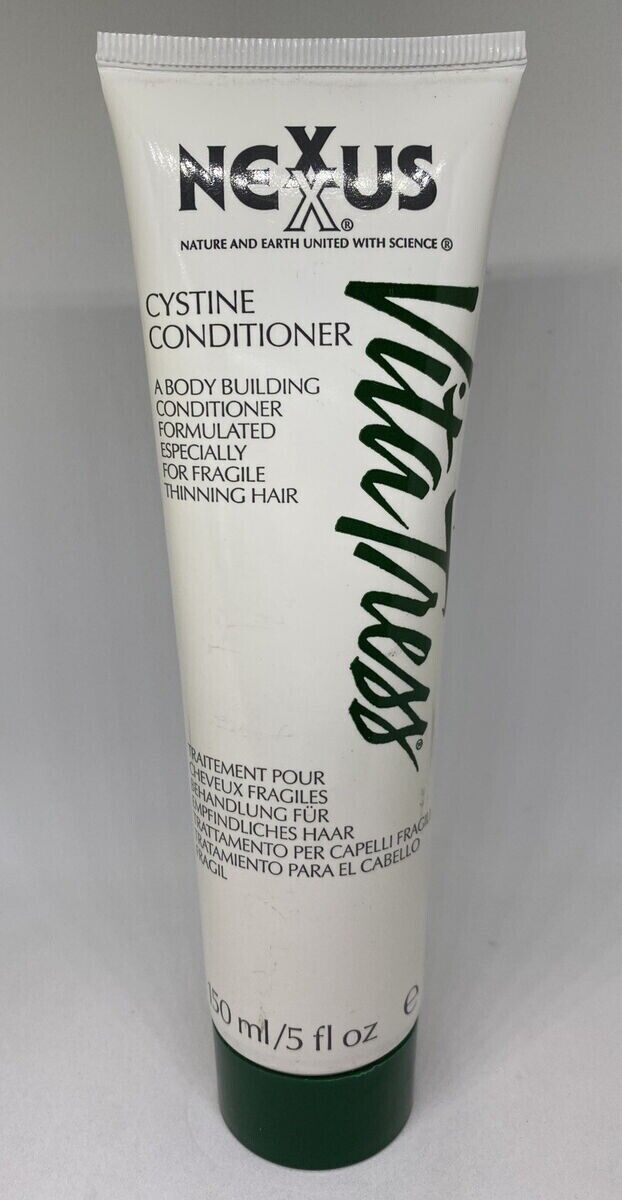 NEXXUS®
NATURE AND EARTH UNITED WITH SCIENCE ®
CYSTINE
CONDITIONER
A BODY BUILDING
CONDITIONER
FORMULATED
ESPECIALLY
FOR FRAGILE
THINNING HAIR
VitaTress®
TRAITEMENT POUR
CHEVEUX FRAGILES
BEHANDLUNG FÜR
EMPFINDLICHES HAAR
TRATTAMENTO PER CAPELLI FRAGILI
TRATAMIENTO PARA EL CABELLO
FRAGIL
150 ml/5 fl oz e